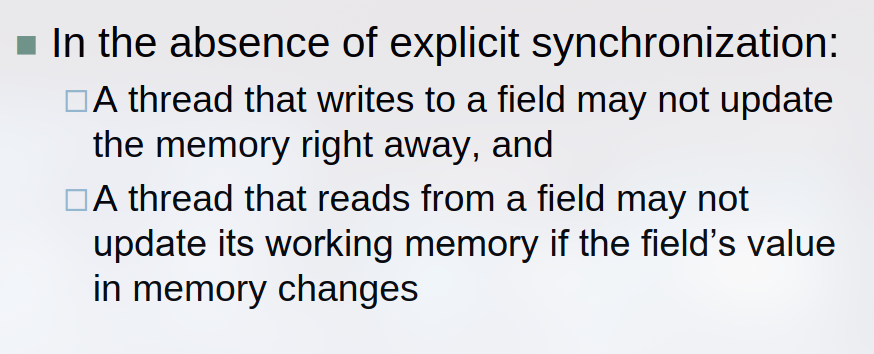 In the absence of explicit synchronization:
A thread that writes to a field may not update
the memory right away, and
A thread that reads from a field may not
update its working memory if the field’s value
in memory changes